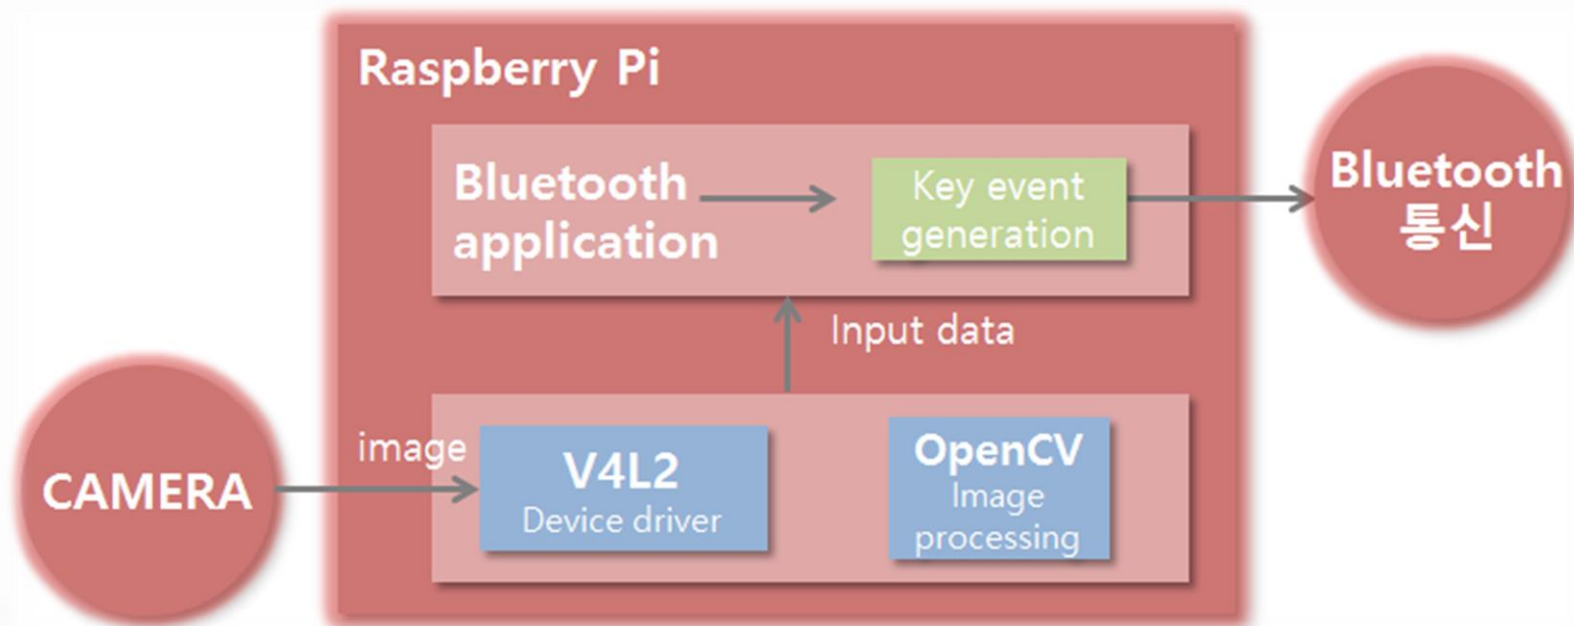 Raspberry Pi
Bluetooth
application
Key event
generation
Bluetooth
통신
Input data
image
CAMERA
V4L2
Device driver
OpenCV
Image
processing